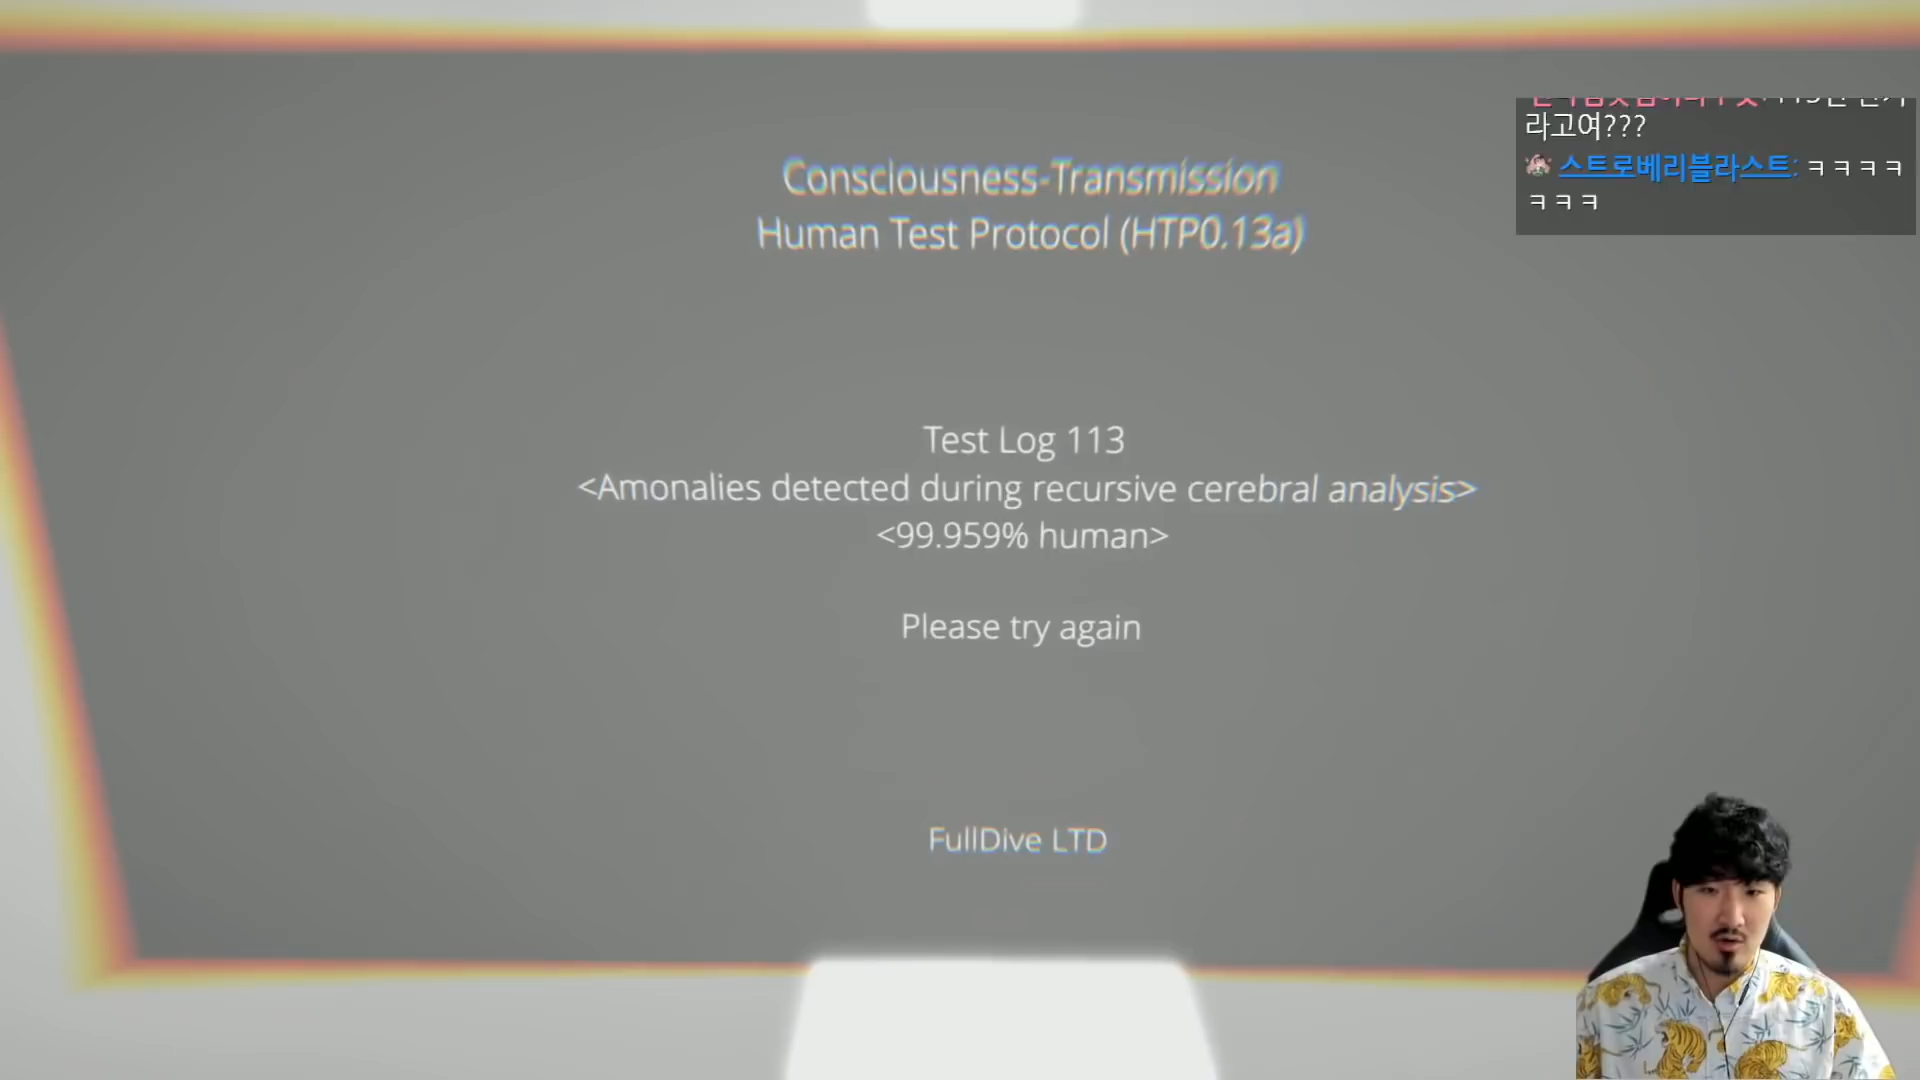 Consciousness-Transmission
Human Test Protocol (HTP0.13a)
Test Log 113
<Amonalies detected during recursive cerebral analysis>
<99.959% human>
Please try again
FullDive LTD
라고여???
스트로베리블라스트: ㅋㅋㅋㅋ
ㅋㅋㅋ